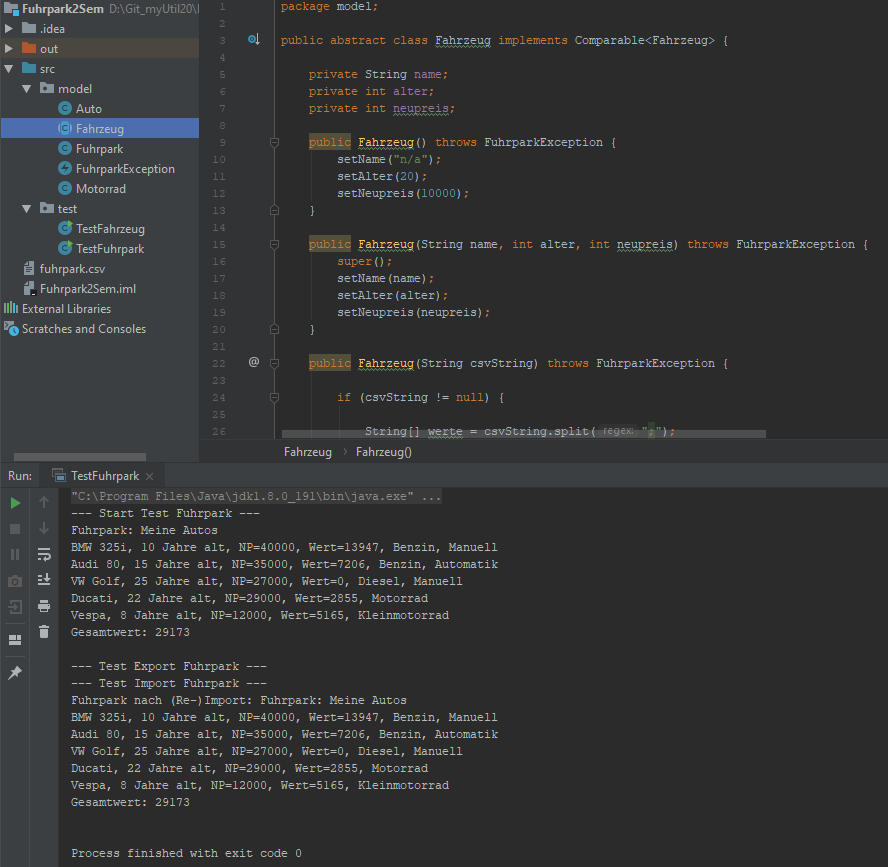 Fuhrpark2Sem D:\Git_myUtil20\
.idea
out
src
model
Auto
Fahrzeug
Fuhrpark
FuhrparkException
Motorrad
test
TestFahrzeug
TestFuhrpark
fuhrpark.csv
Fuhrpark2Sem.iml
External Libraries
Scratches and Consoles
1 package model;
2
3 public abstract class Fahrzeug implements Comparable<Fahrzeug> {
4
5 private String name;
6 private int alter;
7 private int neupreis;
8
9 public Fahrzeug() throws FuhrparkException {
10 setName("n/a");
11 setAlter(20);
12 setNeupreis(10000);
13 }
14
15 public Fahrzeug(String name, int alter, int neupreis) throws FuhrparkException {
16 super();
17 setName(name);
18 setAlter(alter);
19 setNeupreis(neupreis);
20 }
21
22 @ public Fahrzeug(String csvString) throws FuhrparkException {
23
24 if (csvString != null) {
25
26 String[] werte = csvString.split( regex: ";");
Fahrzeug › Fahrzeug()
Run: TestFuhrpark ×
"C:\Program Files\Java\jdk1.8.0_191\bin\java.exe" ...
--- Start Test Fuhrpark ---
Fuhrpark: Meine Autos
BMW 325i, 10 Jahre alt, NP=40000, Wert=13947, Benzin, Manuell
Audi 80, 15 Jahre alt, NP=35000, Wert=7206, Benzin, Automatik
VW Golf, 25 Jahre alt, NP=27000, Wert=0, Diesel, Manuell
Ducati, 22 Jahre alt, NP=29000, Wert=2855, Motorrad
Vespa, 8 Jahre alt, NP=12000, Wert=5165, Kleinmotorrad
Gesamtwert: 29173
--- Test Export Fuhrpark ---
--- Test Import Fuhrpark ---
Fuhrpark nach (Re-)Import: Fuhrpark: Meine Autos
BMW 325i, 10 Jahre alt, NP=40000, Wert=13947, Benzin, Manuell
Audi 80, 15 Jahre alt, NP=35000, Wert=7206, Benzin, Automatik
VW Golf, 25 Jahre alt, NP=27000, Wert=0, Diesel, Manuell
Ducati, 22 Jahre alt, NP=29000, Wert=2855, Motorrad
Vespa, 8 Jahre alt, NP=12000, Wert=5165, Kleinmotorrad
Gesamtwert: 29173
Process finished with exit code 0